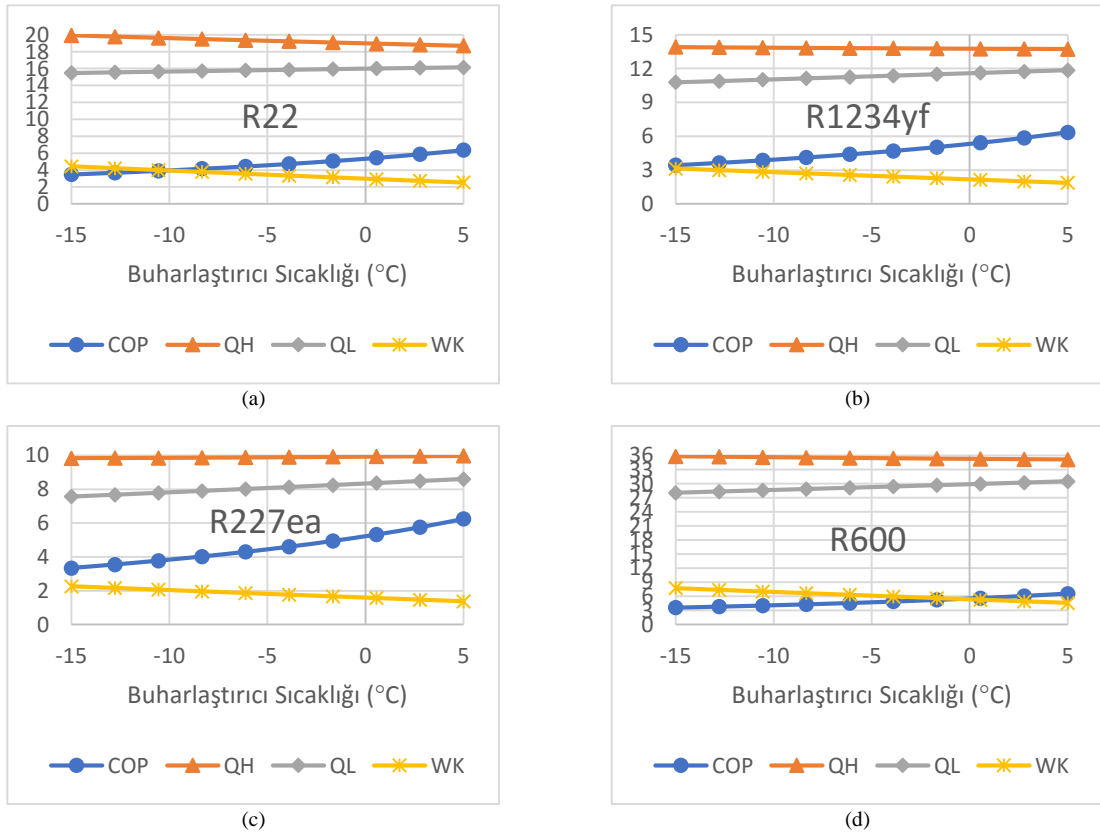 20
18
16
14
12
10
8
6
4
2
0
R22
-15 -10 -5 0 5
Buharlaştırıcı Sıcaklığı (°C)
COP QH QL WK
(a)
15
12
9
6
3
0
R1234yf
-15 -10 -5 0 5
Buharlaştırıcı Sıcaklığı (°C)
COP QH QL WK
(b)
10
8
6
4
2
0
R227ea
-15 -10 -5 0 5
Buharlaştırıcı Sıcaklığı (°C)
COP QH QL WK
(c)
36
33
30
27
24
21
18
15
12
9
6
3
0
R600
-15 -10 -5 0 5
Buharlaştırıcı Sıcaklığı (°C)
COP QH QL WK
(d)